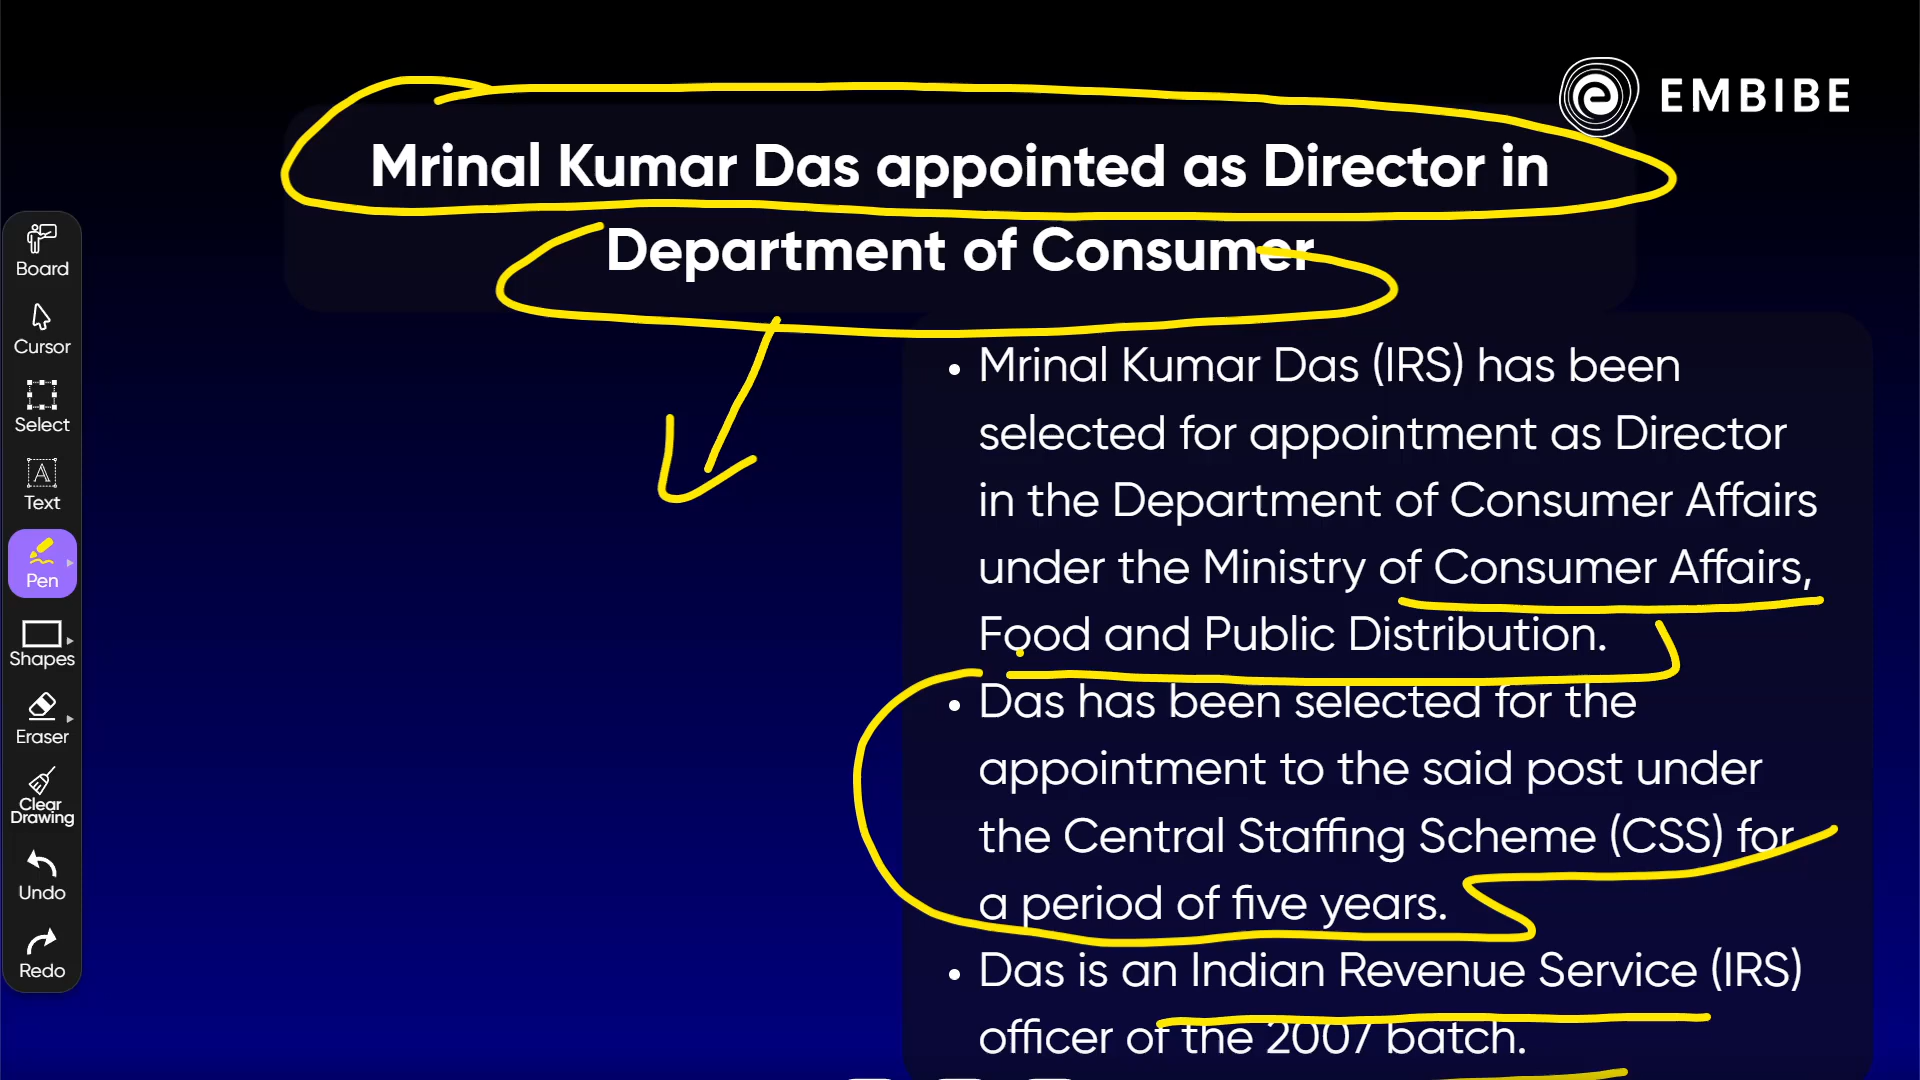 EMBIBE
Mrinal Kumar Das appointed as Director in
Department of Consumer
Board
Cursor
Select
Text
Pen
Shapes
Eraser
Clear
Drawing
Undo
Redo
• Mrinal Kumar Das (IRS) has been
selected for appointment as Director
in the Department of Consumer Affairs
under the Ministry of Consumer Affairs,
Food and Public Distribution.
• Das has been selected for the
appointment to the said post under
the Central Staffing Scheme (CSS) for
a period of five years.
• Das is an Indian Revenue Service (IRS)
officer of the 2007 batch.